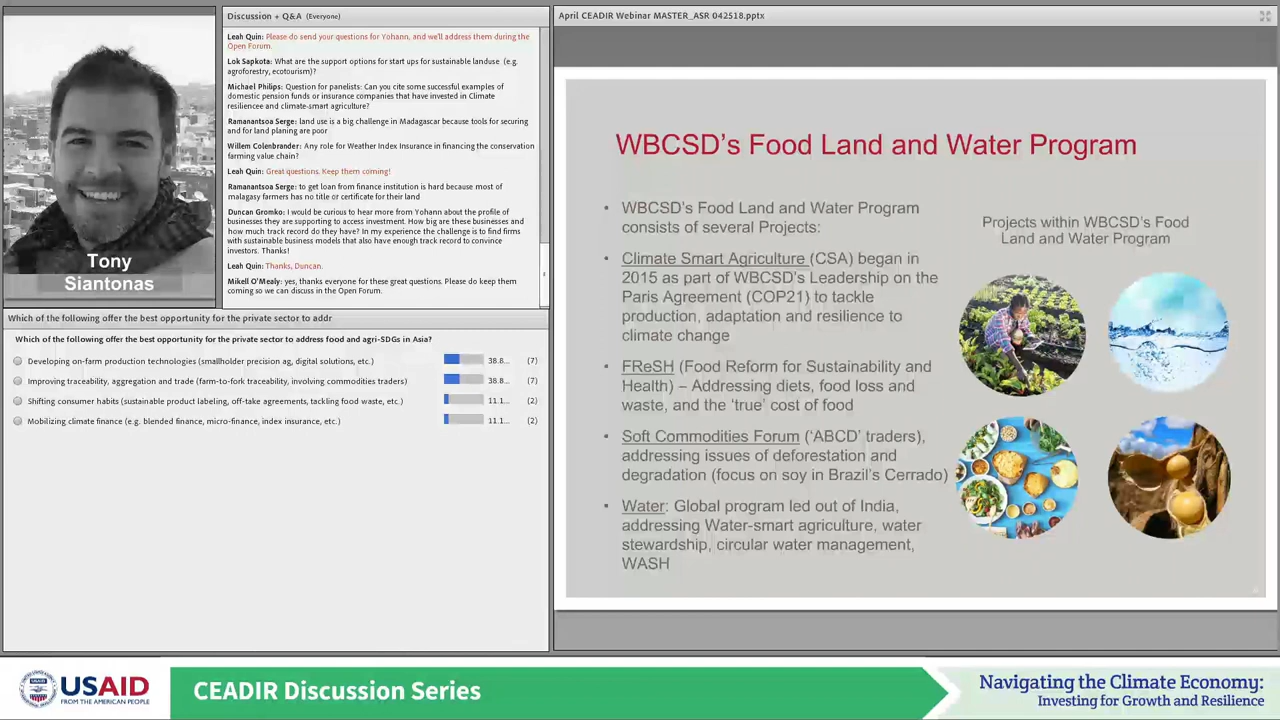 Tony
Siantonas
Discussion + Q&A (Everyone)
Leah Quin: Please do send your questions for Yohann, and we'll address them during the
Open Forum.
Lok Sapkota: What are the support options for start ups for sustainable landuse (e.g.
agroforestry, ecotourism)?
Michael Philips: Question for panelists: Can you cite some successful examples of
domestic pension funds or insurance companies that have invested in Climate
resiliencee and climate-smart agriculture?
Ramanantsoa Serge: land use is a big challenge in Madagascar because tools for securing
and for land planing are poor
Willem Colenbrander: Any role for Weather Index Insurance in financing the conservation
farming value chain?
Leah Quin: Great questions. Keep them coming!
Ramanantsoa Serge: to get loan from finance institution is hard because most of
malagasy farmers has no title or certificate for their land
Duncan Gromko: I would be curious to hear more from Yohann about the profile of
businesses they are supporting to access investment. How big are these businesses and
how much track record do they have? In my experience the challenge is to find firms
with sustainable business models that also have enough track record to convince
investors. Thanks!
Leah Quin: Thanks, Duncan.
Mikell O'Mealy: yes, thanks everyone for these great questions. Please do keep them
coming so we can discuss in the Open Forum.
Which of the following offer the best opportunity for the private sector to addr
Which of the following offer the best opportunity for the private sector to address food and agri-SDGs in Asia?
Developing on-farm production technologies (smallholder precision ag, digital solutions, etc.) 38.8... (7)
Improving traceability, aggregation and trade (farm-to-fork traceability, involving commodities traders) 38.8... (7)
Shifting consumer habits (sustainable product labeling, off-take agreements, tackling food waste, etc.) 11.1... (2)
Mobilizing climate finance (e.g. blended finance, micro-finance, index insurance, etc.) 11.1... (2)
April CEADIR Webinar MASTER_ASR 042518.pptx
WBCSD's Food Land and Water Program
• WBCSD's Food Land and Water Program
consists of several Projects:
• Climate Smart Agriculture (CSA) began in
2015 as part of WBCSD's Leadership on the
Paris Agreement (COP21) to tackle
production, adaptation and resilience to
climate change
• FReSH (Food Reform for Sustainability and
Health) – Addressing diets, food loss and
waste, and the 'true' cost of food
• Soft Commodities Forum ('ABCD' traders),
addressing issues of deforestation and
degradation (focus on soy in Brazil's Cerrado)
• Water: Global program led out of India,
addressing Water-smart agriculture, water
stewardship, circular water management,
WASH
Projects within WBCSD's Food
Land and Water Program
USAID
FROM THE AMERICAN PEOPLE
CEADIR Discussion Series
Navigating the Climate Economy:
Investing for Growth and Resilience